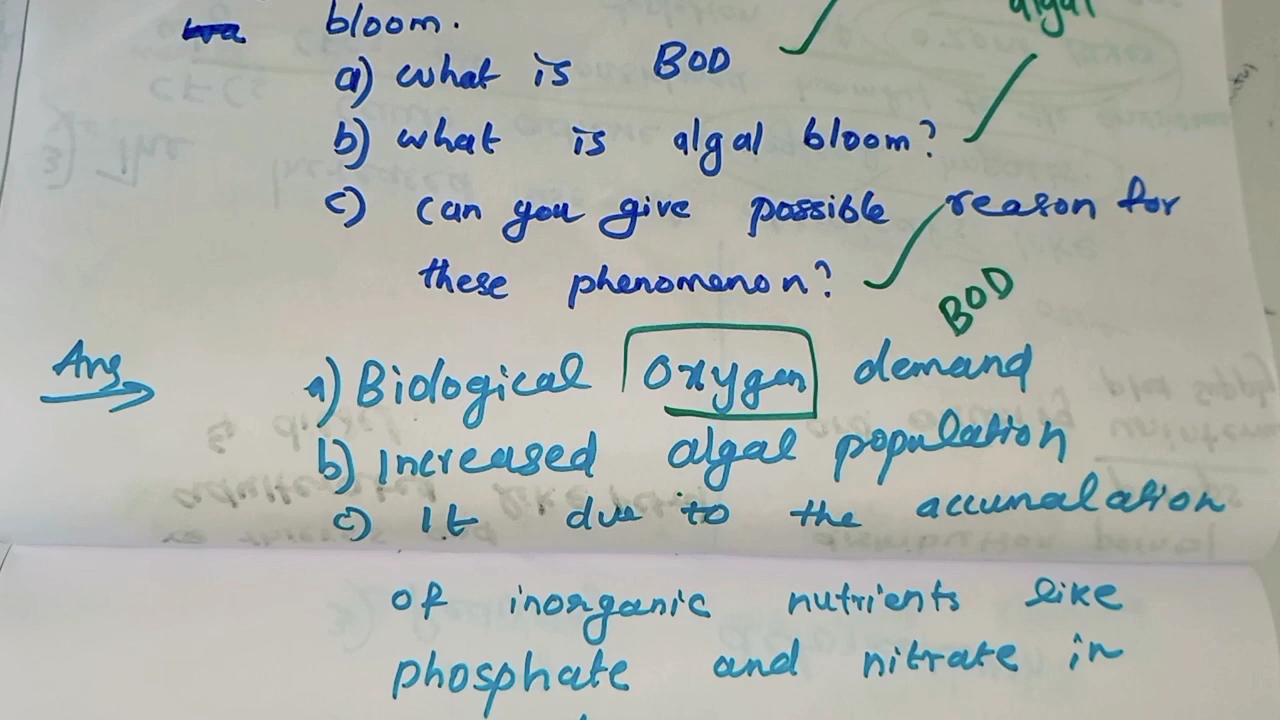 algal
bloom.
a) what is BOD
b) what is algal bloom?
c) can you give possible reason for
these phenomenon?
BOD
Ans
a) Biological oxygen demand
b) Increased algal population
c) It due to the accumalation
of inorganic nutrients like
phosphate and nitrate in